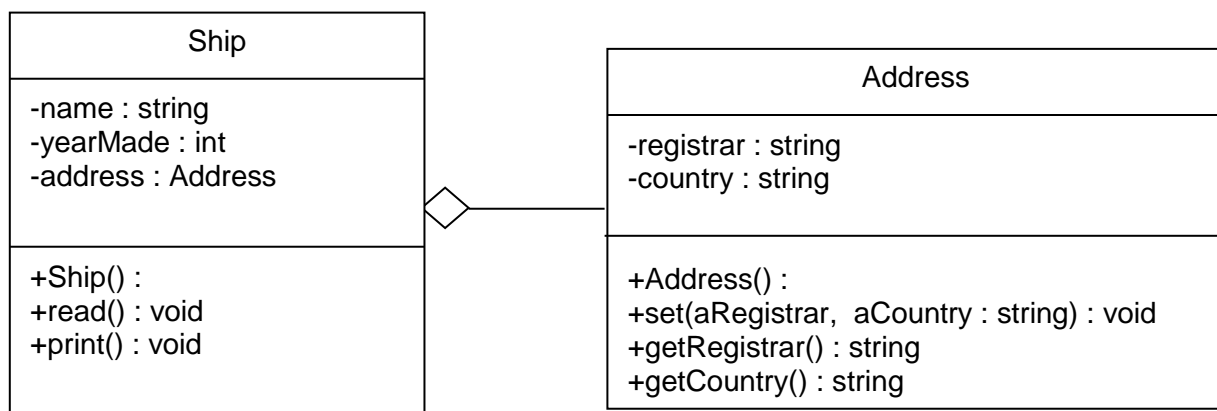 Ship
-name : string
-yearMade : int
-address : Address
+Ship() :
+read() : void
+print() : void
Address
-registrar : string
-country : string
+Address() :
+set(aRegistrar, aCountry : string) : void
+getRegistrar() : string
+getCountry() : string